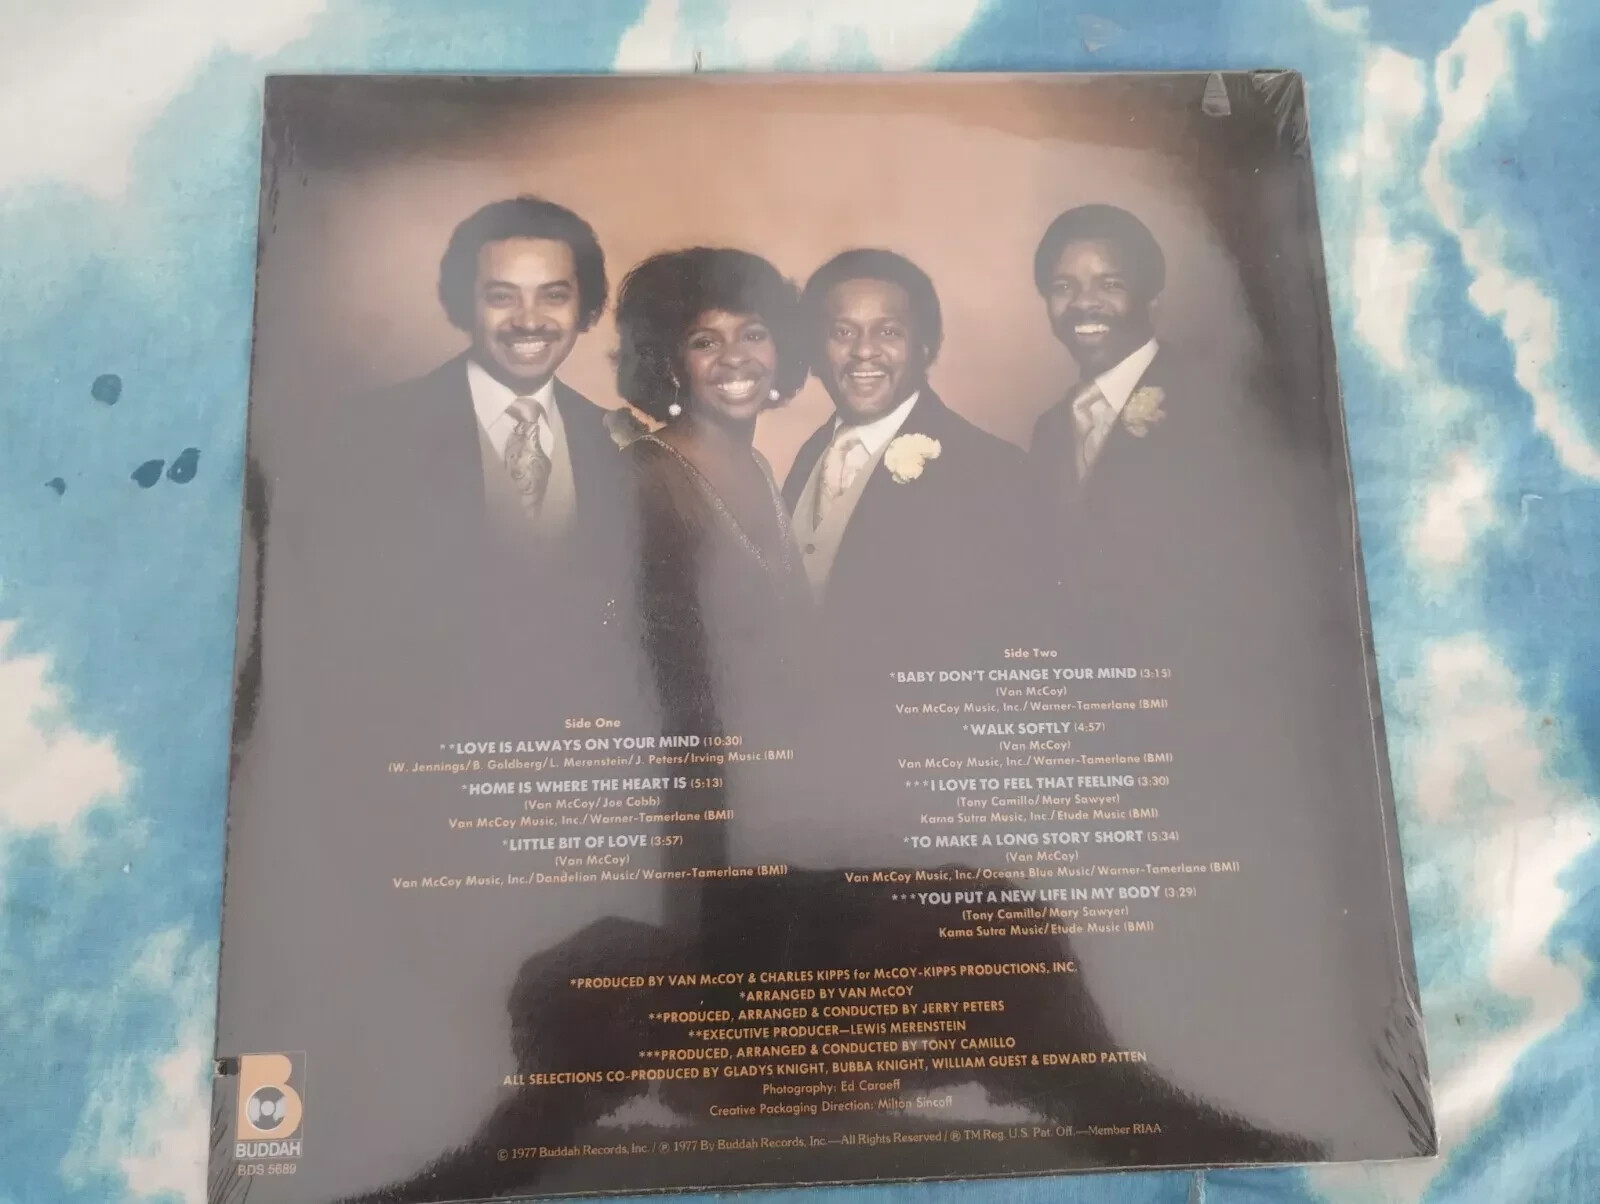 Side One
**LOVE IS ALWAYS ON YOUR MIND (10:30)
(W. Jennings/B. Goldberg/L. Merenstein/J. Peters/Irving Music (BMI)
*HOME IS WHERE THE HEART IS (5:13)
(Van McCoy/Joe Cobb)
Van McCoy Music, Inc./Warner-Tamerlane (BMI)
*LITTLE BIT OF LOVE (3:57)
(Van McCoy)
Van McCoy Music, Inc./Dandelion Music/Warner-Tamerlane (BMI)
Side Two
*BABY DON'T CHANGE YOUR MIND (3:15)
(Van McCoy)
Van McCoy Music, Inc./Warner-Tamerlane (BMI)
*WALK SOFTLY (4:57)
(Van McCoy)
Van McCoy Music, Inc./Warner-Tamerlane (BMI)
***I LOVE TO FEEL THAT FEELING (3:30)
(Tony Camillo/Mary Sawyer)
Kama Sutra Music, Inc./Etude Music (BMI)
*TO MAKE A LONG STORY SHORT (5:34)
(Van McCoy)
Van McCoy Music, Inc./Oceans Blue Music/Warner-Tamerlane (BMI)
***YOU PUT A NEW LIFE IN MY BODY (3:29)
(Tony Camillo/Mary Sawyer)
Kama Sutra Music/Etude Music (BMI)
*PRODUCED BY VAN McCOY & CHARLES KIPPS for McCOY-KIPPS PRODUCTIONS, INC.
*ARRANGED BY VAN McCOY
**PRODUCED, ARRANGED & CONDUCTED BY JERRY PETERS
**EXECUTIVE PRODUCER—LEWIS MERENSTEIN
***PRODUCED, ARRANGED & CONDUCTED BY TONY CAMILLO
ALL SELECTIONS CO-PRODUCED BY GLADYS KNIGHT, BUBBA KNIGHT, WILLIAM GUEST & EDWARD PATTEN
Photography: Ed Caraeff
Creative Packaging Direction: Milton Sincoff
© 1977 Buddah Records, Inc. / ℗ 1977 By Buddah Records, Inc.—All Rights Reserved / ® TM Reg. U.S. Pat. Off.—Member RIAA
B
BUDDAH
BDS 5689